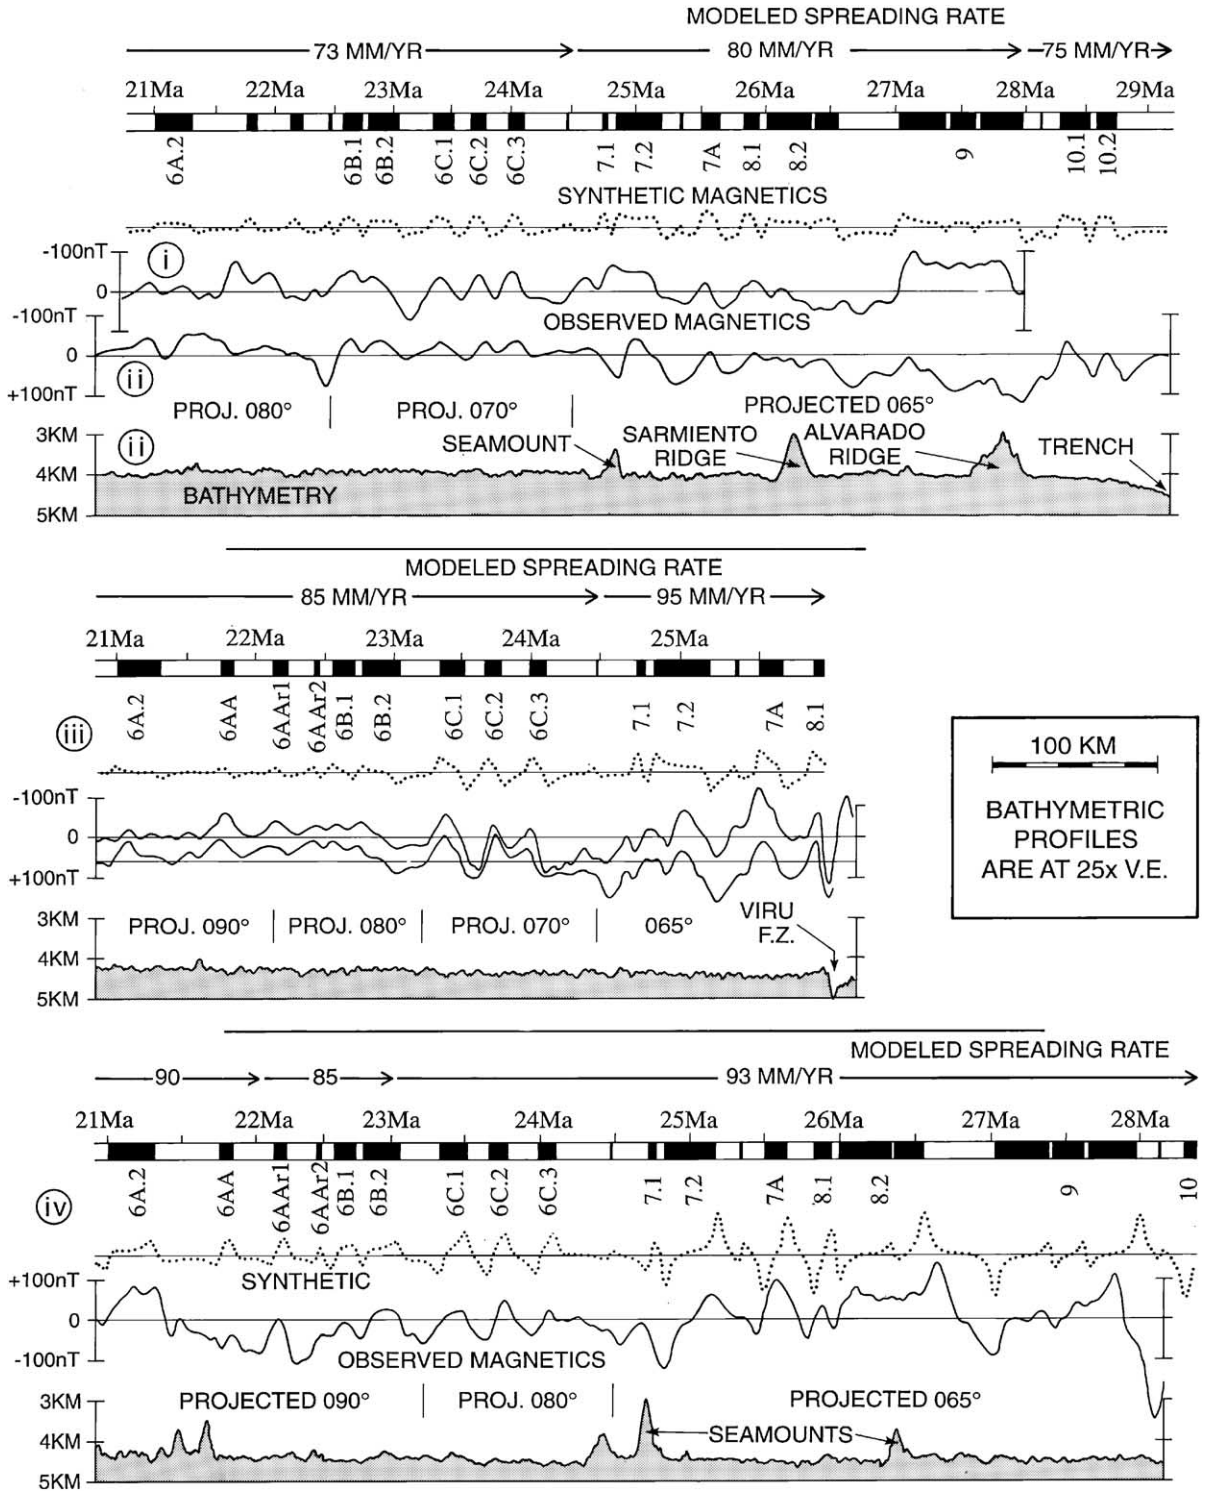 MODELED SPREADING RATE
73 MM/YR 80 MM/YR 75 MM/YR
21Ma 22Ma 23Ma 24Ma 25Ma 26Ma 27Ma 28Ma 29Ma
6A.2 6B.1 6B.2 6C.1 6C.2 6C.3 7.1 7.2 7A 8.1 8.2 9 10.1 10.2
SYNTHETIC MAGNETICS
-100nT
i
0
-100nT
OBSERVED MAGNETICS
0
ii
+100nT
PROJ. 080° PROJ. 070° PROJECTED 065°
3KM
ii
SEAMOUNT
SARMIENTO RIDGE
ALVARADO RIDGE
TRENCH
4KM
BATHYMETRY
5KM
MODELED SPREADING RATE
85 MM/YR 95 MM/YR
21Ma 22Ma 23Ma 24Ma 25Ma
6A.2 6AA 6AAr1 6AAr2 6B.1 6B.2 6C.1 6C.2 6C.3 7.1 7.2 7A 8.1
iii
-100nT
0
+100nT
3KM
PROJ. 090° PROJ. 080° PROJ. 070° 065°
VIRU
F.Z.
4KM
5KM
100 KM
BATHYMETRIC
PROFILES
ARE AT 25x V.E.
MODELED SPREADING RATE
90 85 93 MM/YR
21Ma 22Ma 23Ma 24Ma 25Ma 26Ma 27Ma 28Ma
6A.2 6AA 6AAr1 6AAr2 6B.1 6B.2 6C.1 6C.2 6C.3 7.1 7.2 7A 8.1 8.2 9 10
iv
SYNTHETIC
+100nT
0
-100nT
OBSERVED MAGNETICS
3KM
PROJECTED 090° PROJ. 080° PROJECTED 065°
4KM
SEAMOUNTS
5KM